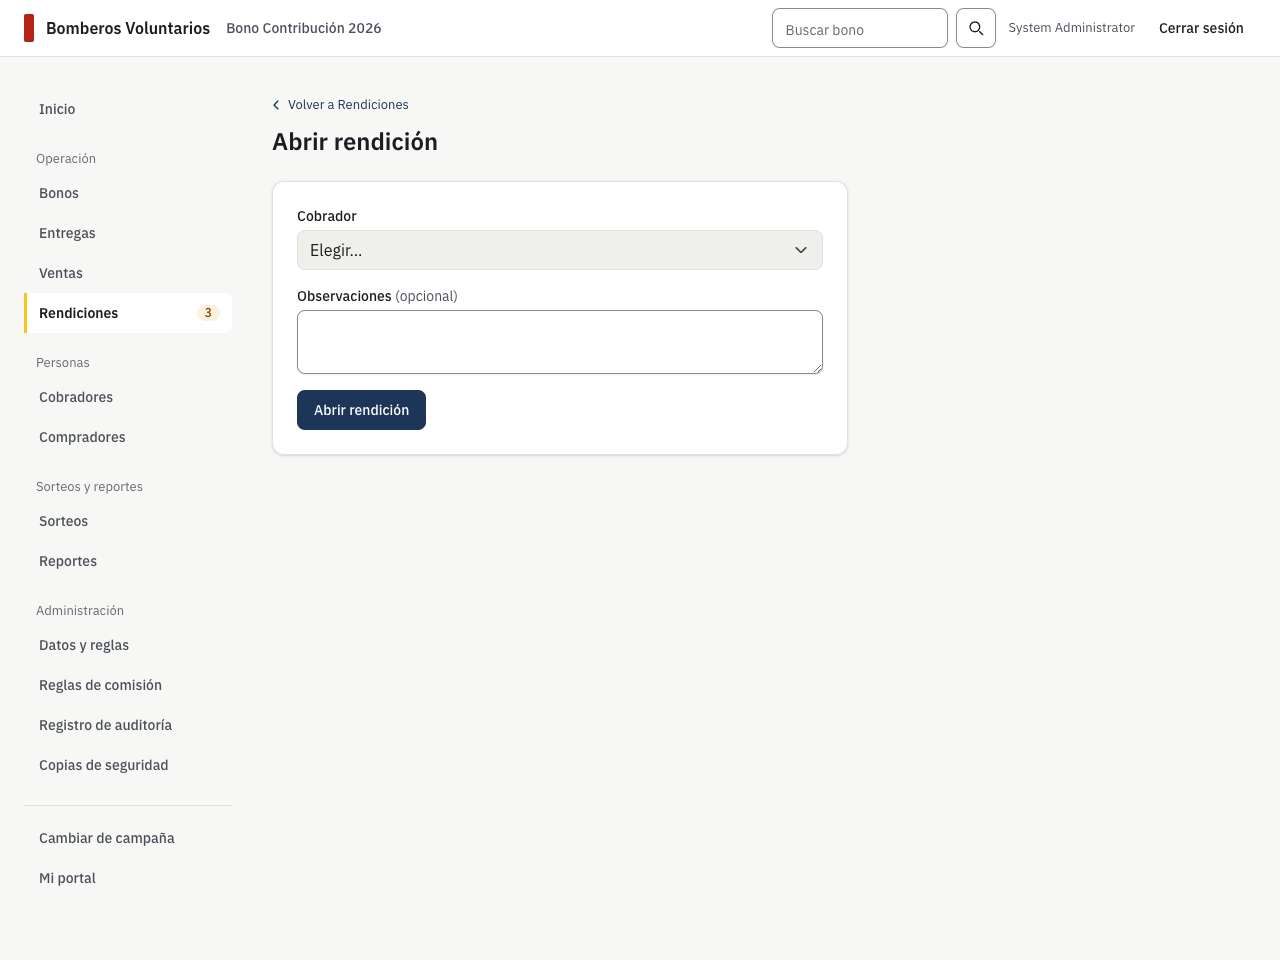 Bomberos Voluntarios Bono Contribución 2026 Buscar bono System Administrator Cerrar sesión
Inicio
Operación
Bonos
Entregas
Ventas
Rendiciones 3
Personas
Cobradores
Compradores
Sorteos y reportes
Sorteos
Reportes
Administración
Datos y reglas
Reglas de comisión
Registro de auditoría
Copias de seguridad
Cambiar de campaña
Mi portal
Volver a Rendiciones
Abrir rendición
Cobrador
Elegir...
Observaciones (opcional)
Abrir rendición